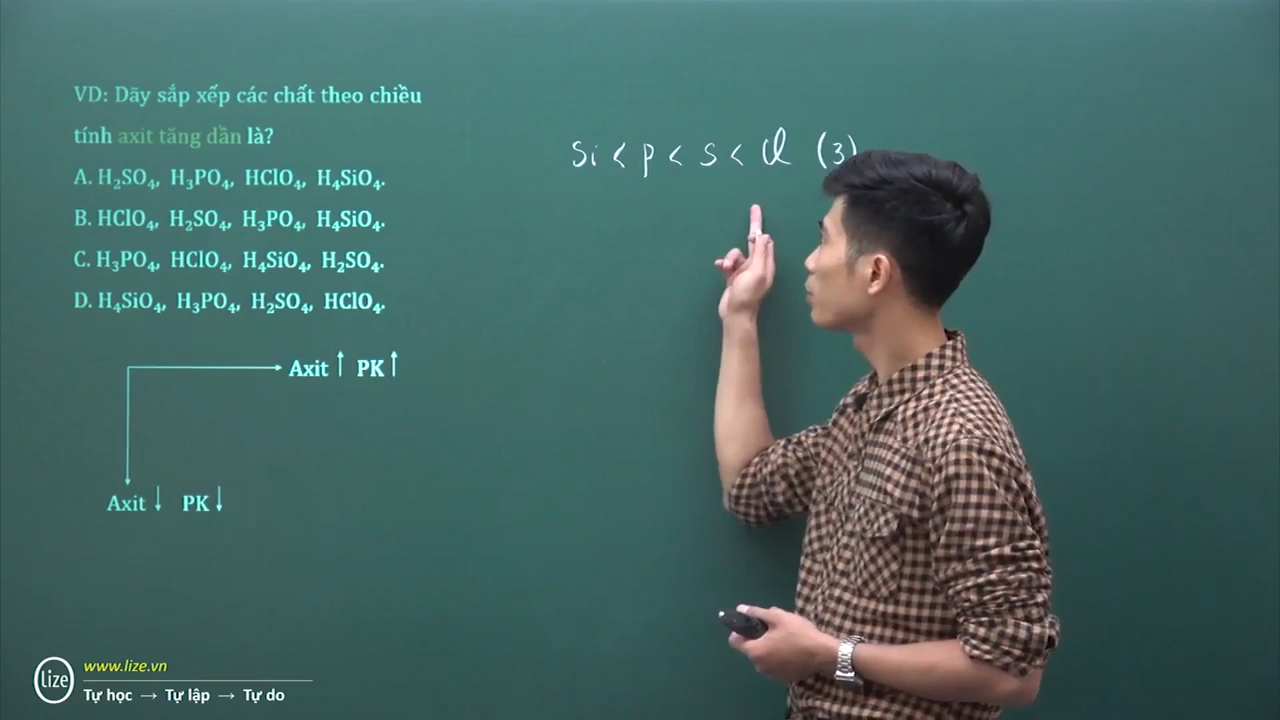 VD: Dãy sắp xếp các chất theo chiều
tính axit tăng dần là?
A. H₂SO₄, H₃PO₄, HClO₄, H₄SiO₄.
B. HClO₄, H₂SO₄, H₃PO₄, H₄SiO₄.
C. H₃PO₄, HClO₄, H₄SiO₄, H₂SO₄.
D. H₄SiO₄, H₃PO₄, H₂SO₄, HClO₄.
Axit ↑ PK ↑
Axit ↓ PK ↓
Si < P < S < Cl (3)
Lize
www.lize.vn
Tự học → Tự lập → Tự do